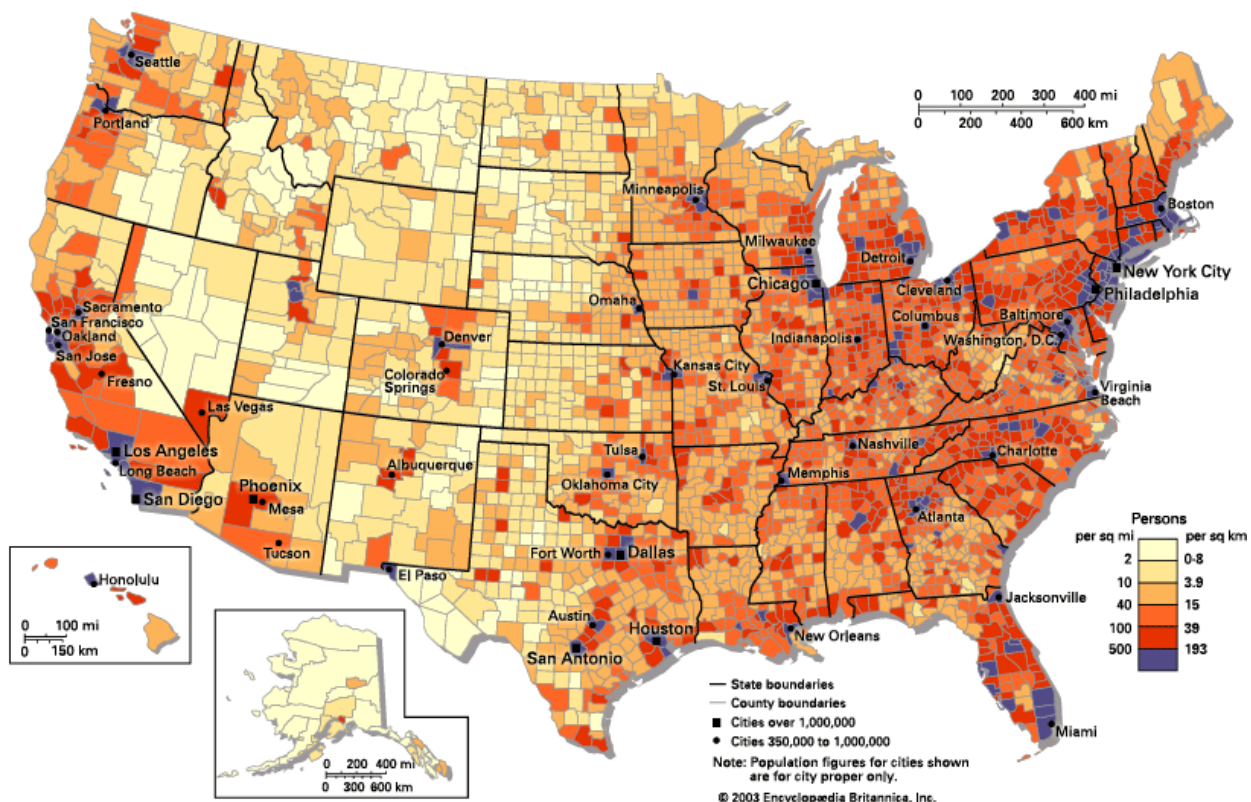 Seattle
Portland
0 200 400 mi
0 200 400 600 km
Minneapolis
Boston
Milwaukee
Detroit
New York City
Chicago
Cleveland
Philadelphia
Sacramento
San Francisco
Oakland
San Jose
Omaha
Columbus
Baltimore
Denver
Indianapolis
Washington, D.C.
Fresno
Colorado
Springs
Kansas City
St. Louis
Virginia
Beach
Las Vegas
Los Angeles
Long Beach
Albuquerque
Tulsa
Nashville
Charlotte
San Diego
Phoenix
Mesa
Oklahoma City
Memphis
Atlanta
Tucson
Fort Worth
Dallas
El Paso
Jacksonville
Austin
Houston
New Orleans
San Antonio
Miami
Honolulu
0 100 mi
0 150 km
0 200 400 mi
0 300 600 km
Persons
per sq mi per sq km
2 0-8
10 3.9
40 15
100 39
500 193
State boundaries
County boundaries
Cities over 1,000,000
Cities 350,000 to 1,000,000
Note: Population figures for cities shown
are for city proper only.
© 2003 Encyclopædia Britannica, Inc.